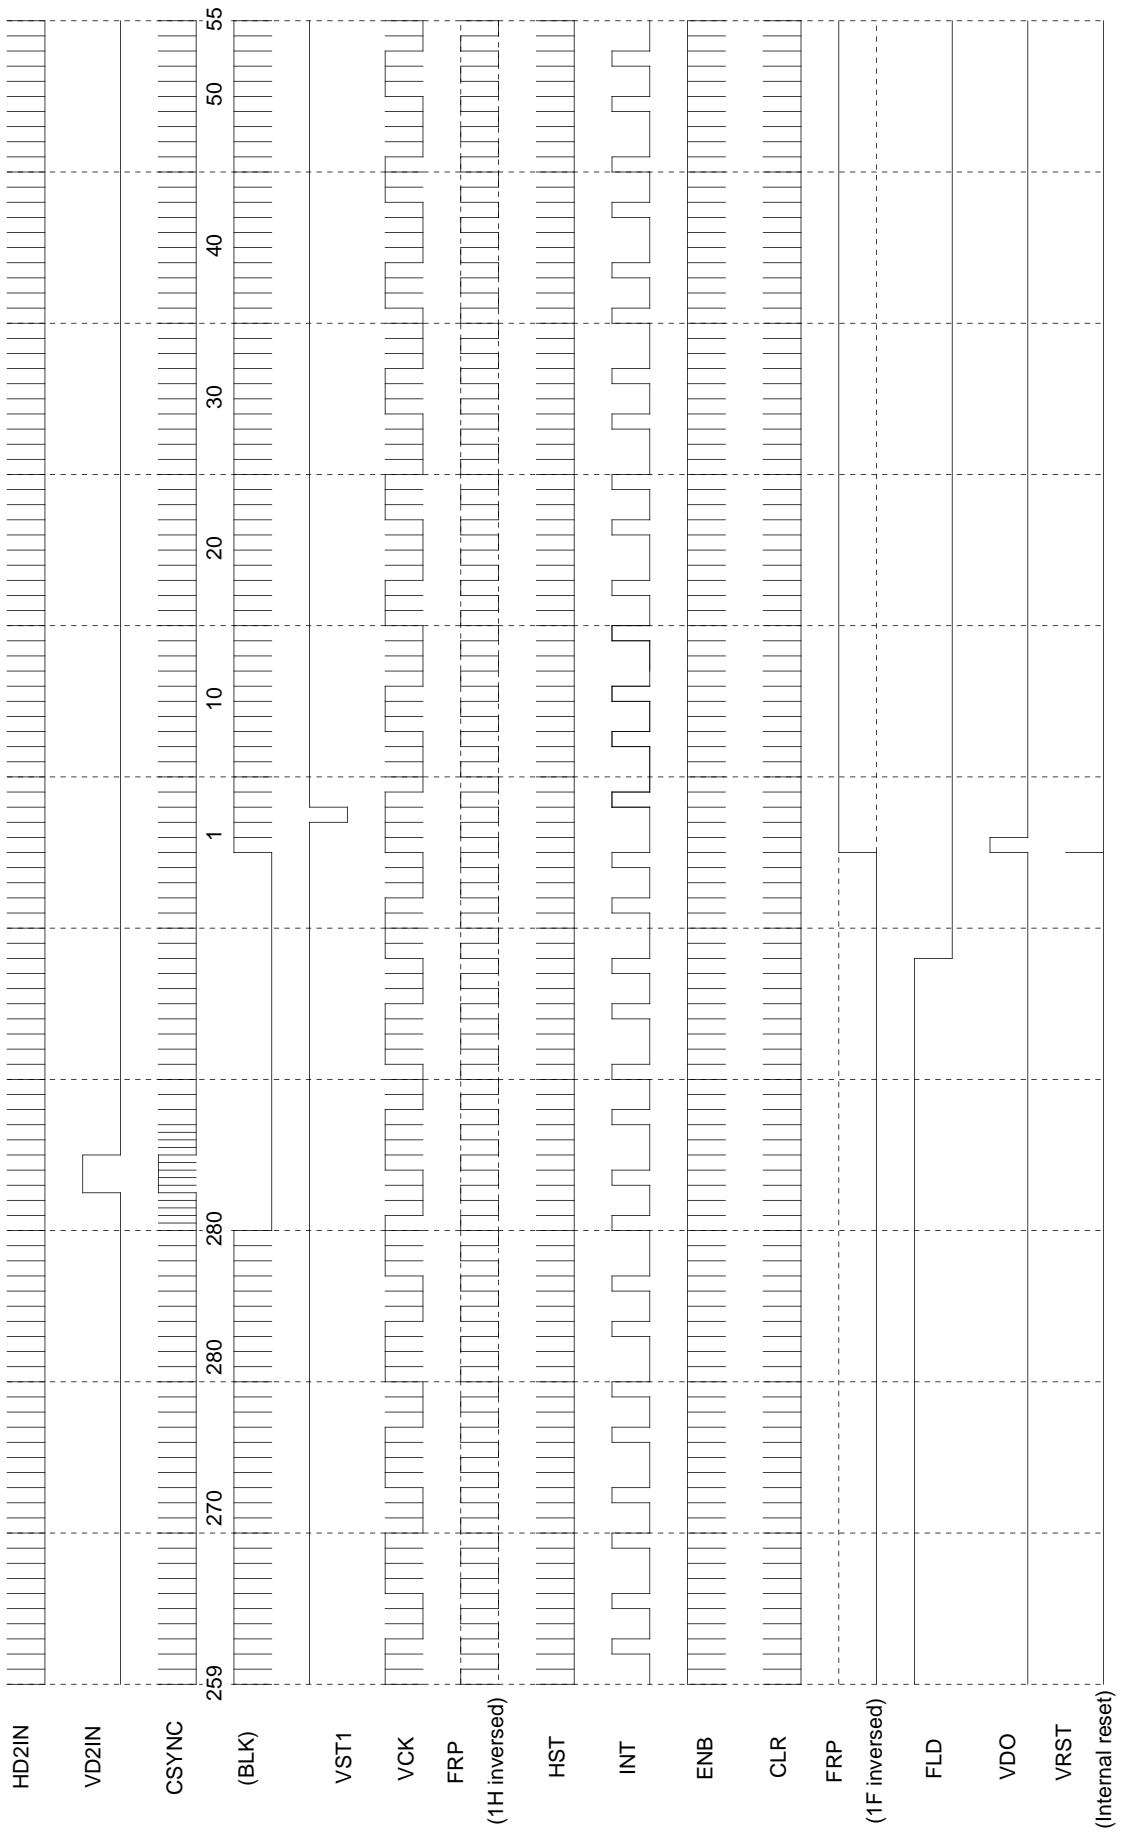 HD2IN
VD2IN
CSYNC
259
270
280
280
1
10
20
30
40
50
55
(BLK)
VST1
VCK
FRP
(1H inversed)
HST
INT
ENB
CLR
FRP
(1F inversed)
FLD
VDO
VRST
(Internal reset)